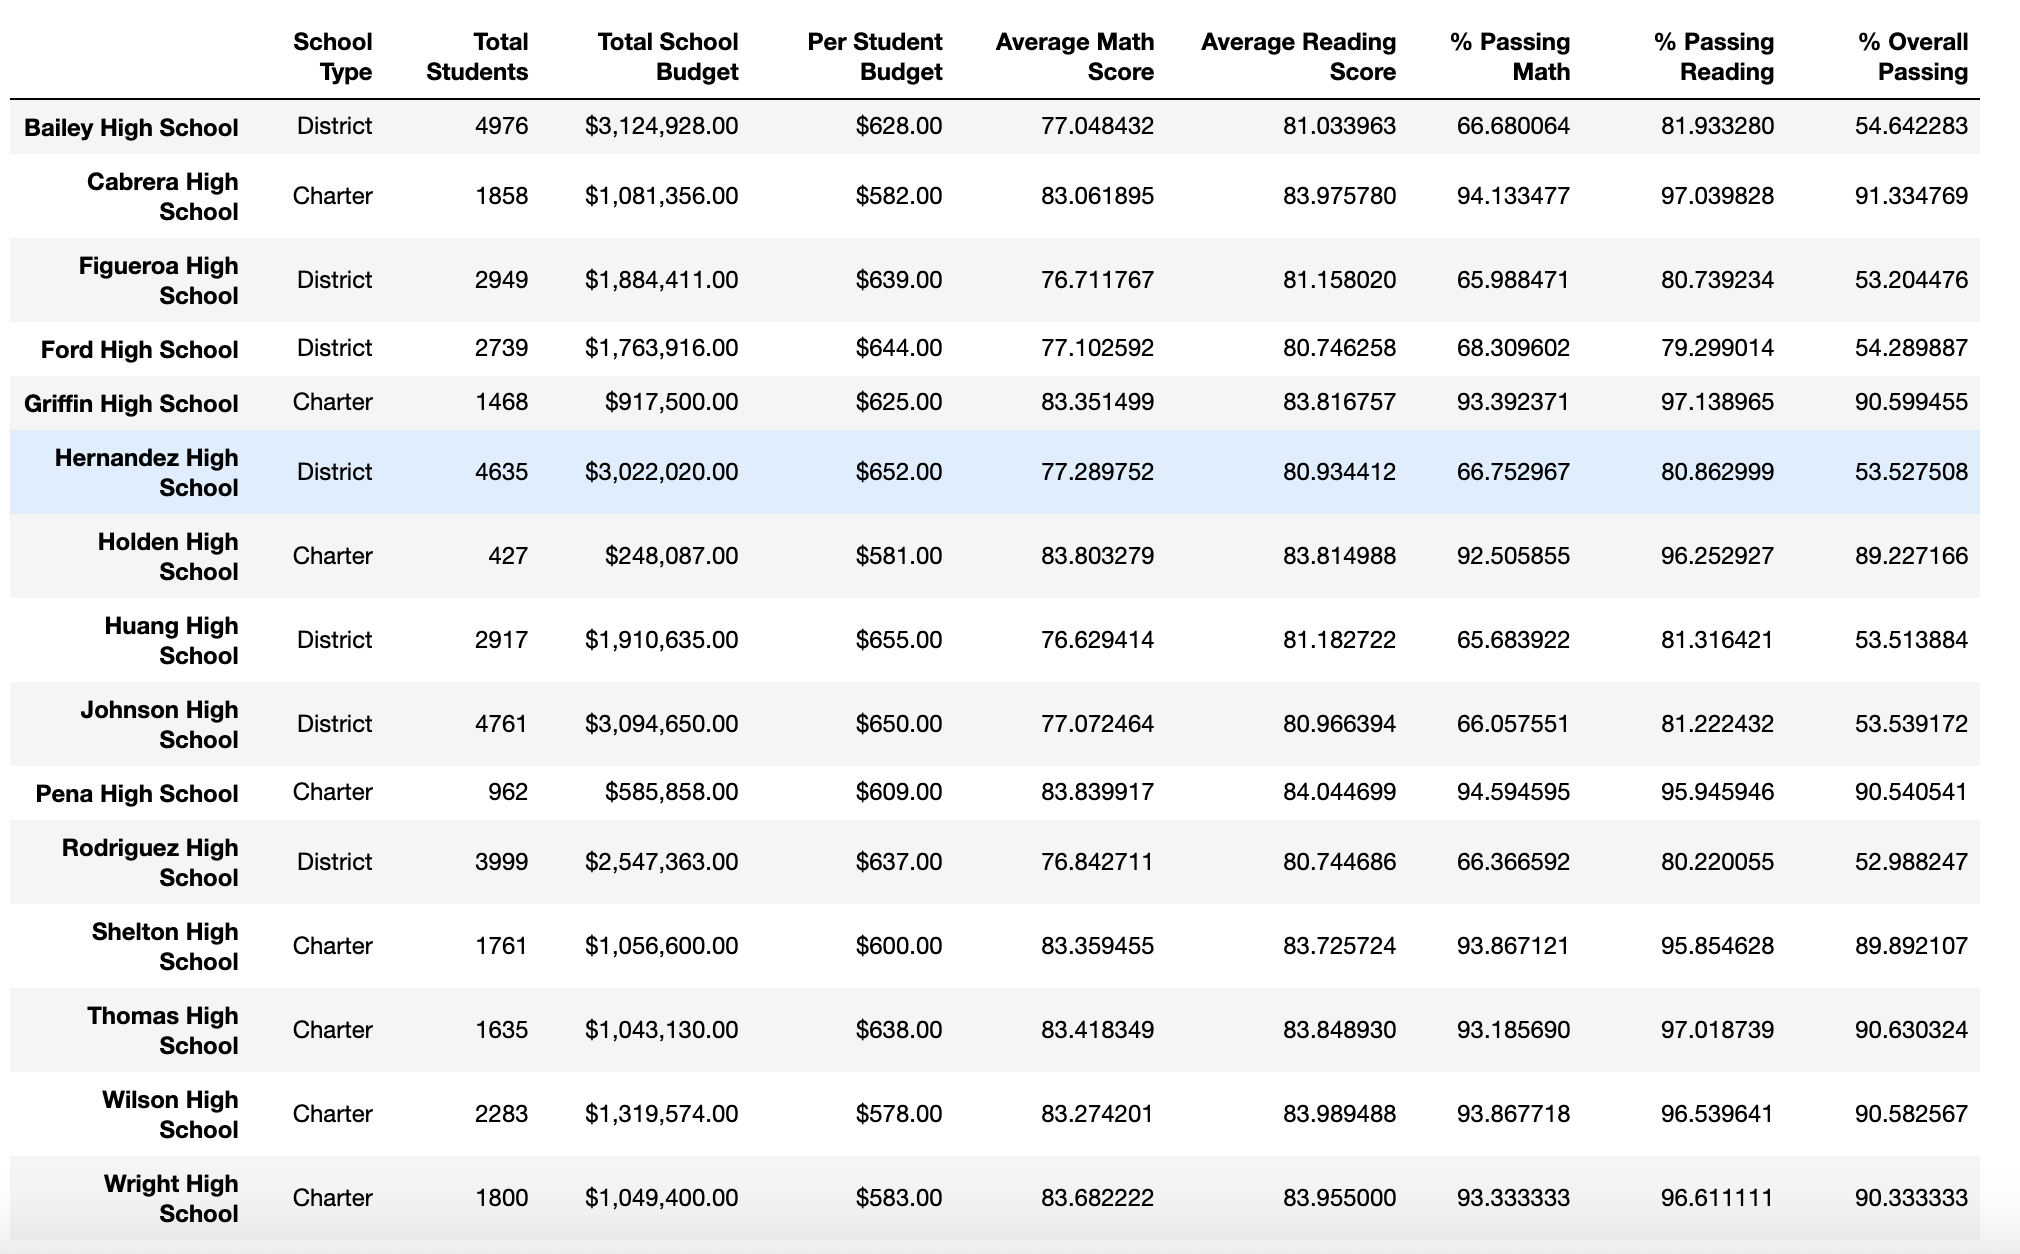 School Type Total Students Total School Budget Per Student Budget Average Math Score Average Reading Score % Passing Math % Passing Reading % Overall Passing
Bailey High School District 4976 $3,124,928.00 $628.00 77.048432 81.033963 66.680064 81.933280 54.642283
Cabrera High School Charter 1858 $1,081,356.00 $582.00 83.061895 83.975780 94.133477 97.039828 91.334769
Figueroa High School District 2949 $1,884,411.00 $639.00 76.711767 81.158020 65.988471 80.739234 53.204476
Ford High School District 2739 $1,763,916.00 $644.00 77.102592 80.746258 68.309602 79.299014 54.289887
Griffin High School Charter 1468 $917,500.00 $625.00 83.351499 83.816757 93.392371 97.138965 90.599455
Hernandez High School District 4635 $3,022,020.00 $652.00 77.289752 80.934412 66.752967 80.862999 53.527508
Holden High School Charter 427 $248,087.00 $581.00 83.803279 83.814988 92.505855 96.252927 89.227166
Huang High School District 2917 $1,910,635.00 $655.00 76.629414 81.182722 65.683922 81.316421 53.513884
Johnson High School District 4761 $3,094,650.00 $650.00 77.072464 80.966394 66.057551 81.222432 53.539172
Pena High School Charter 962 $585,858.00 $609.00 83.839917 84.044699 94.594595 95.945946 90.540541
Rodriguez High School District 3999 $2,547,363.00 $637.00 76.842711 80.744686 66.366592 80.220055 52.988247
Shelton High School Charter 1761 $1,056,600.00 $600.00 83.359455 83.725724 93.867121 95.854628 89.892107
Thomas High School Charter 1635 $1,043,130.00 $638.00 83.418349 83.848930 93.185690 97.018739 90.630324
Wilson High School Charter 2283 $1,319,574.00 $578.00 83.274201 83.989488 93.867718 96.539641 90.582567
Wright High School Charter 1800 $1,049,400.00 $583.00 83.682222 83.955000 93.333333 96.611111 90.333333